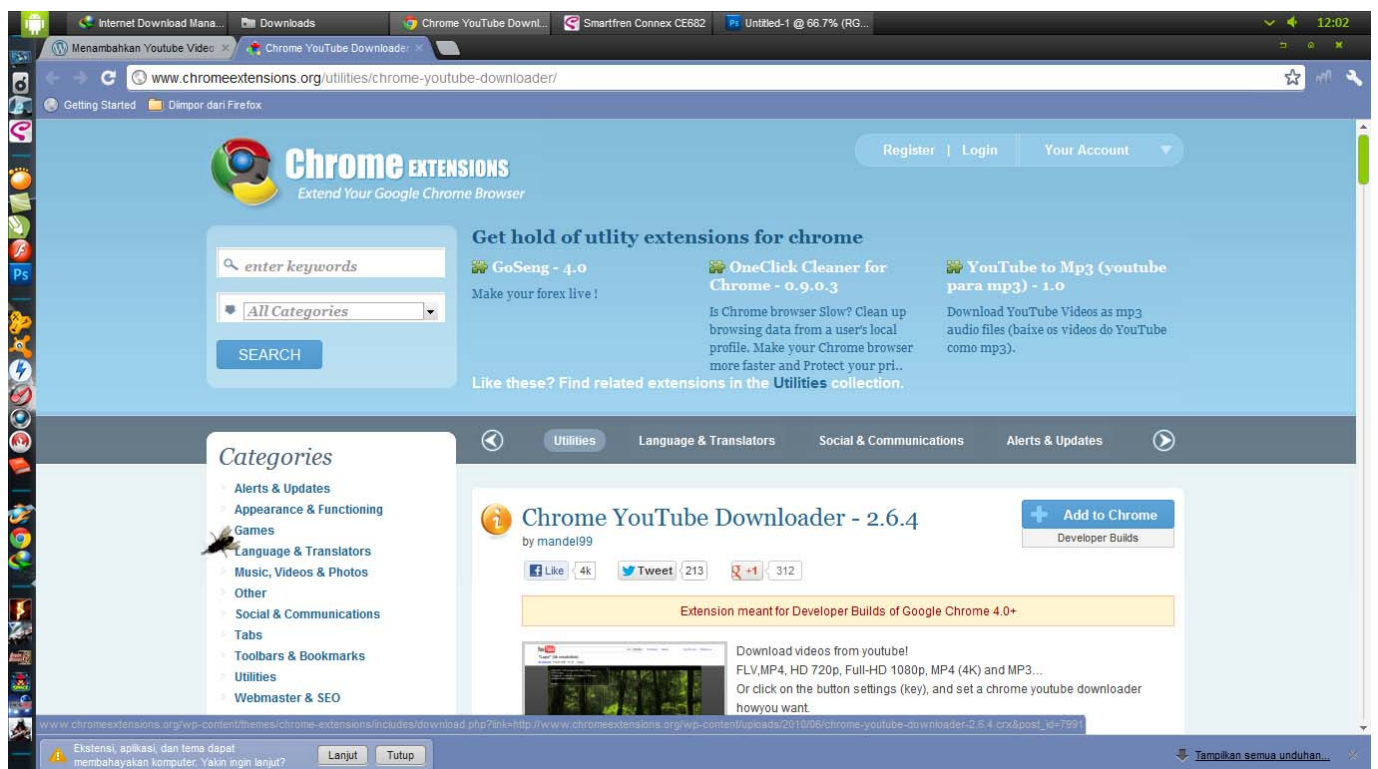 Internet Download Mana...
Downloads
Chrome YouTube Downl...
Smartfren Connex CE682
Untitled-1 @ 66.7% (RG...
12:02
Menambahkan Youtube Video
Chrome YouTube Downloader
www.chromeextensions.org/utilities/chrome-youtube-downloader/
Getting Started
Diimpor dari Firefox
Chrome EXTENSIONS
Extend Your Google Chrome Browser
Register | Login
Your Account
enter keywords
All Categories
SEARCH
Get hold of utlity extensions for chrome
GoSeng - 4.0
Make your forex live !
OneClick Cleaner for
Chrome - 0.9.0.3
Is Chrome browser Slow? Clean up
browsing data from a user's local
profile. Make your Chrome browser
more faster and Protect your pri..
YouTube to Mp3 (youtube
para mp3) - 1.0
Download YouTube Videos as mp3
audio files (baixe os videos do YouTube
como mp3).
Like these? Find related extensions in the Utilities collection.
Utilities
Language & Translators
Social & Communications
Alerts & Updates
Categories
Alerts & Updates
Appearance & Functioning
Games
Language & Translators
Music, Videos & Photos
Other
Social & Communications
Tabs
Toolbars & Bookmarks
Utilities
Webmaster & SEO
Chrome YouTube Downloader - 2.6.4
by mandel99
Add to Chrome
Developer Builds
Like 4k
Tweet 213
+1 312
Extension meant for Developer Builds of Google Chrome 4.0+
Download videos from youtube!
FLV,MP4, HD 720p, Full-HD 1080p, MP4 (4K) and MP3...
Or click on the button settings (key), and set a chrome youtube downloader
howyou want.
www.chromeextensions.org/wp-content/themes/chrome-extensions/includes/download.php?link=http://www.chromeextensions.org/wp-content/uploads/2010/06/chrome-youtube-downloader-2.6.4.crx&post_id=7991
Ekstensi, aplikasi, dan tema dapat
membahayakan komputer. Yakin ingin lanjut?
Lanjut
Tutup
Tampilkan semua unduhan...
Ps